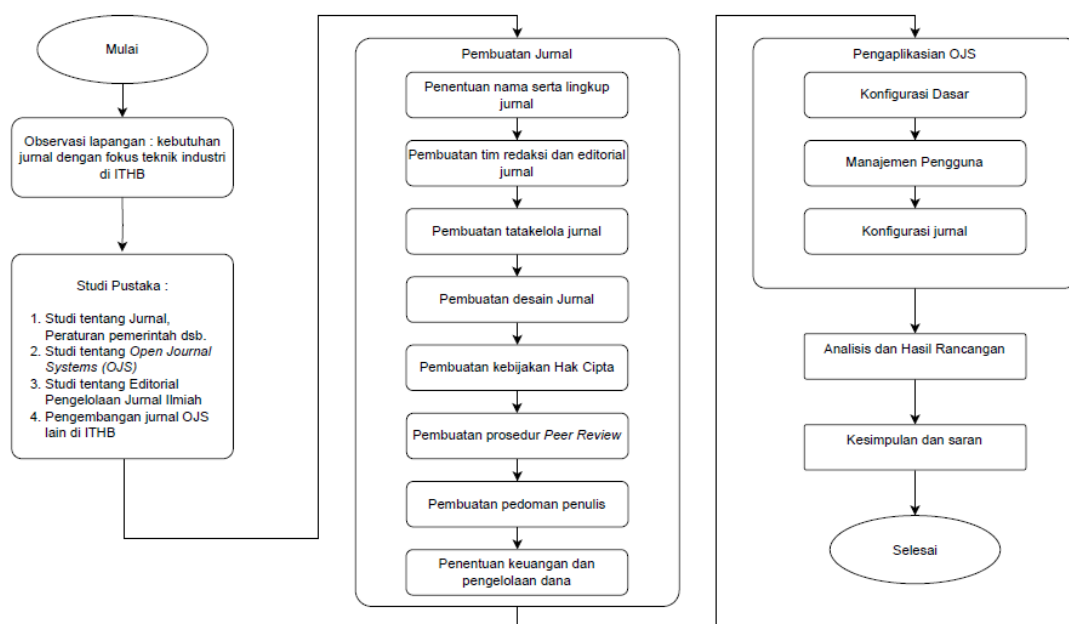 Mulai
Observasi lapangan : kebutuhan
jurnal dengan fokus teknik industri
di ITHB
Studi Pustaka :
1. Studi tentang Jurnal,
Peraturan pemerintah dsb.
2. Studi tentang Open Journal
Systems (OJS)
3. Studi tentang Editorial
Pengelolaan Jurnal Ilmiah
4. Pengembangan jurnal OJS
lain di ITHB
Pembuatan Jurnal
Penentuan nama serta lingkup
jurnal
Pembuatan tim redaksi dan editorial
jurnal
Pembuatan tatakelola jurnal
Pembuatan desain Jurnal
Pembuatan kebijakan Hak Cipta
Pembuatan prosedur Peer Review
Pembuatan pedoman penulis
Penentuan keuangan dan
pengelolaan dana
Pengaplikasian OJS
Konfigurasi Dasar
Manajemen Pengguna
Konfigurasi jurnal
Analisis dan Hasil Rancangan
Kesimpulan dan saran
Selesai